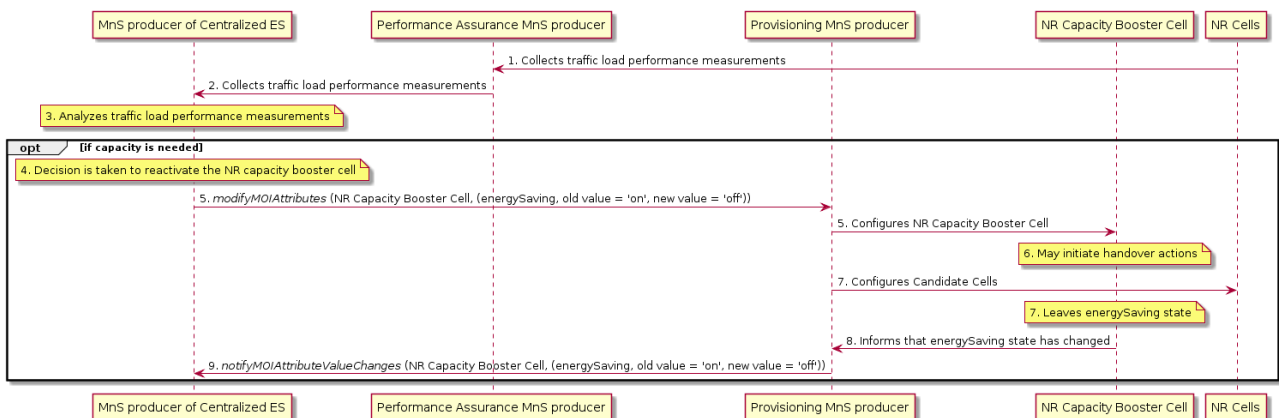 MnS producer of Centralized ES
Performance Assurance MnS producer
Provisioning MnS producer
NR Capacity Booster Cell
NR Cells
1. Collects traffic load performance measurements
2. Collects traffic load performance measurements
3. Analyzes traffic load performance measurements
opt [if capacity is needed]
4. Decision is taken to reactivate the NR capacity booster cell
5. modifyMOIAttributes (NR Capacity Booster Cell, (energySaving, old value = 'on', new value = 'off'))
5. Configures NR Capacity Booster Cell
6. May initiate handover actions
7. Configures Candidate Cells
7. Leaves energySaving state
8. Informs that energySaving state has changed
9. notifyMOIAttributeValueChanges (NR Capacity Booster Cell, (energySaving, old value = 'on', new value = 'off'))
MnS producer of Centralized ES
Performance Assurance MnS producer
Provisioning MnS producer
NR Capacity Booster Cell
NR Cells